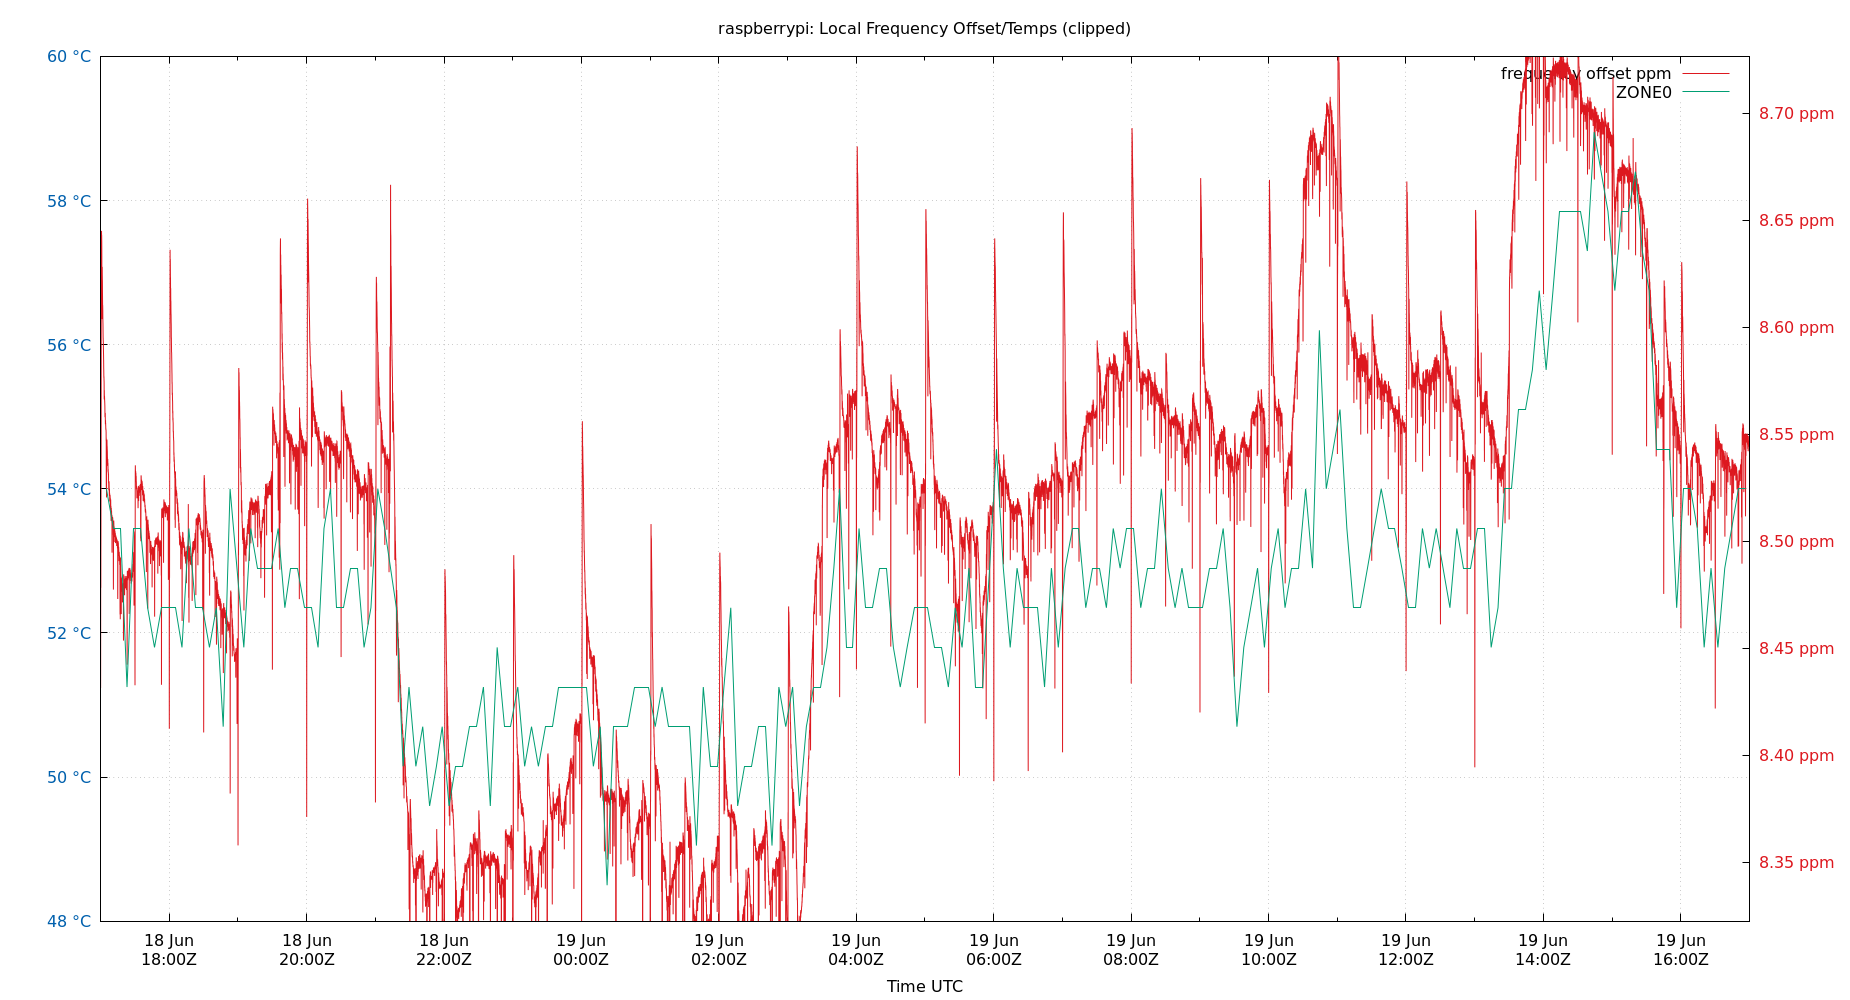 raspberrypi: Local Frequency Offset/Temps (clipped)
60 °C
58 °C
56 °C
54 °C
52 °C
50 °C
48 °C
frequency offset ppm
ZONE0
8.70 ppm
8.65 ppm
8.60 ppm
8.55 ppm
8.50 ppm
8.45 ppm
8.40 ppm
8.35 ppm
18 Jun
18:00Z
18 Jun
20:00Z
18 Jun
22:00Z
19 Jun
00:00Z
19 Jun
02:00Z
19 Jun
04:00Z
19 Jun
06:00Z
19 Jun
08:00Z
19 Jun
10:00Z
19 Jun
12:00Z
19 Jun
14:00Z
19 Jun
16:00Z
Time UTC